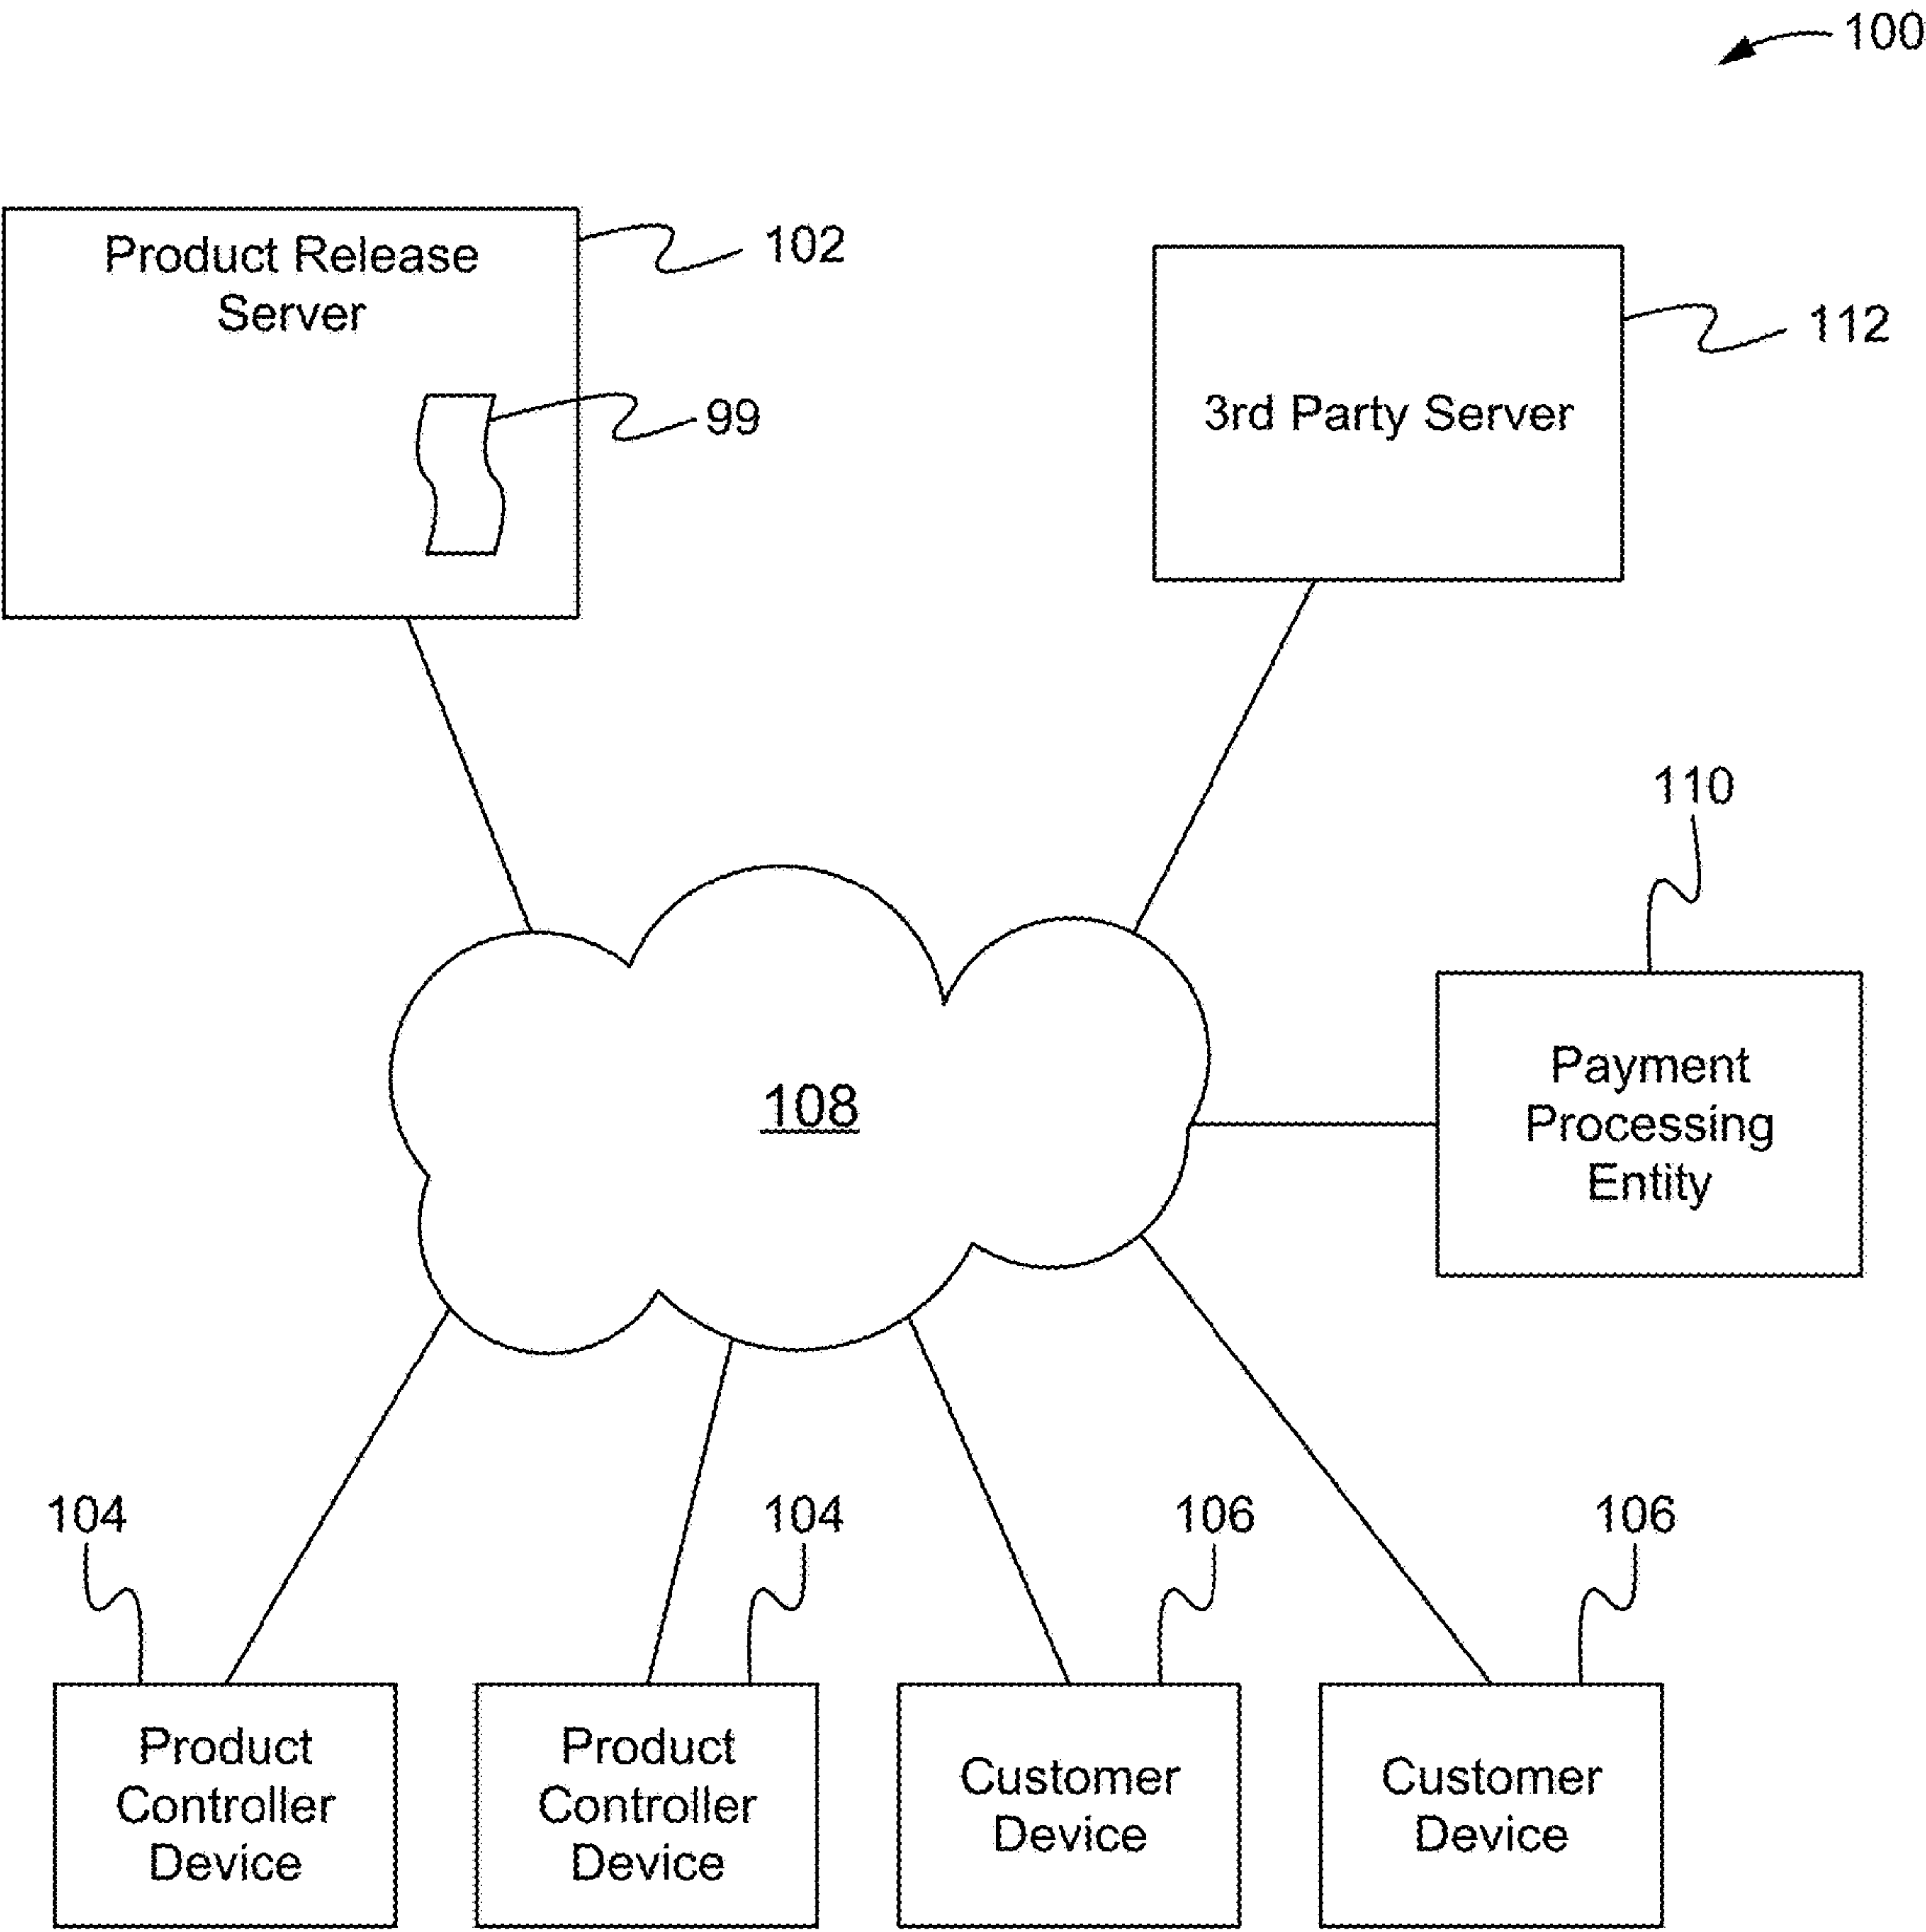 100
Product Release
Server
102
99
3rd Party Server
112
110
108
Payment
Processing
Entity
104
104
106
106
Product
Controller
Device
Product
Controller
Device
Customer
Device
Customer
Device